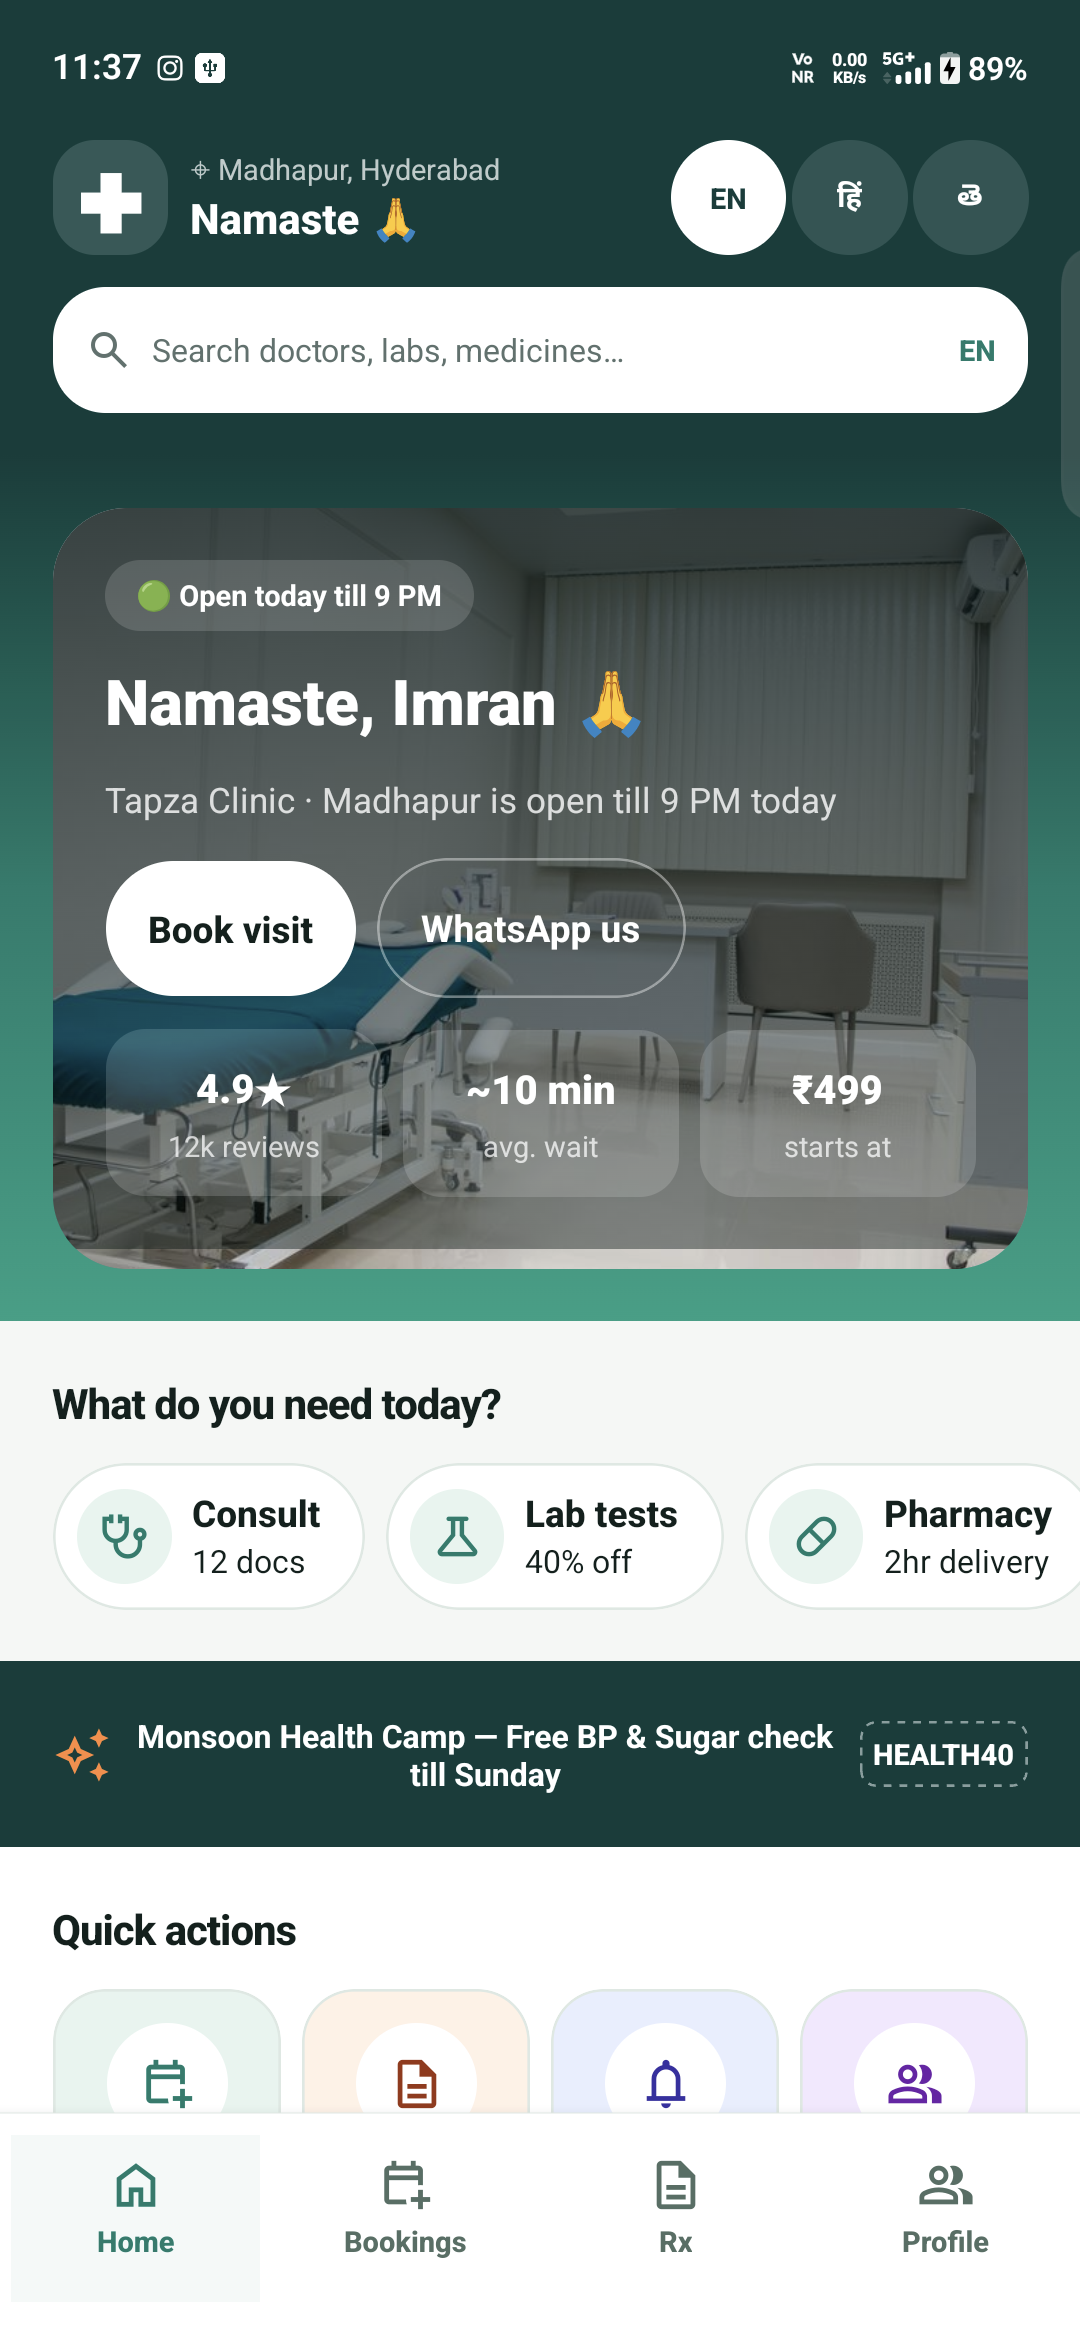 11:37
Vo NR 0.00 KB/s 5G+ 89%
Madhapur, Hyderabad
Namaste 🙏
EN हिं తె
Search doctors, labs, medicines…
EN
🟢 Open today till 9 PM
Namaste, Imran 🙏
Tapza Clinic · Madhapur is open till 9 PM today
Book visit WhatsApp us
4.9★ ~10 min ₹499
12k reviews avg. wait starts at
What do you need today?
Consult Lab tests Pharmacy
12 docs 40% off 2hr delivery
Monsoon Health Camp — Free BP & Sugar check
till Sunday
HEALTH40
Quick actions
Home Bookings Rx Profile